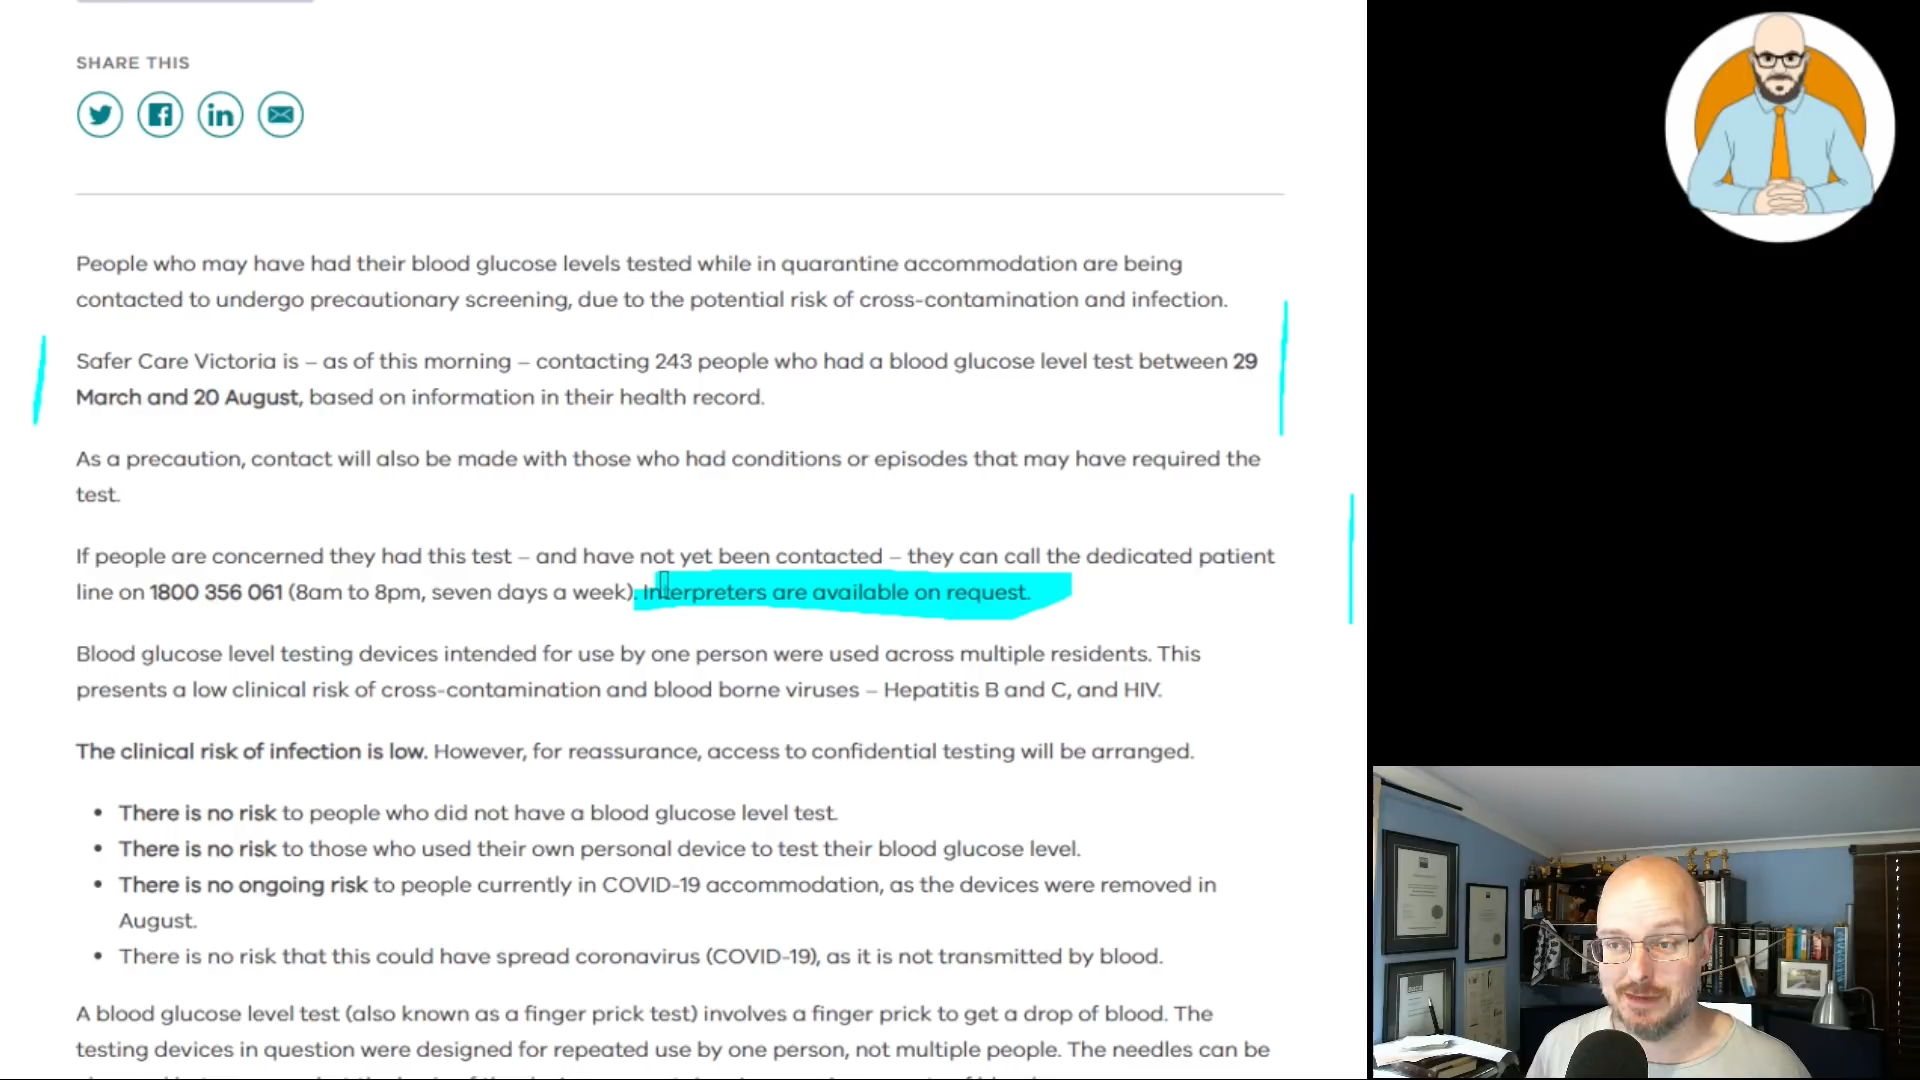 SHARE THIS
People who may have had their blood glucose levels tested while in quarantine accommodation are being
contacted to undergo precautionary screening, due to the potential risk of cross-contamination and infection.
Safer Care Victoria is – as of this morning – contacting 243 people who had a blood glucose level test between 29
March and 20 August, based on information in their health record.
As a precaution, contact will also be made with those who had conditions or episodes that may have required the
test.
If people are concerned they had this test – and have not yet been contacted – they can call the dedicated patient
line on 1800 356 061 (8am to 8pm, seven days a week). Interpreters are available on request.
Blood glucose level testing devices intended for use by one person were used across multiple residents. This
presents a low clinical risk of cross-contamination and blood borne viruses – Hepatitis B and C, and HIV.
The clinical risk of infection is low. However, for reassurance, access to confidential testing will be arranged.
• There is no risk to people who did not have a blood glucose level test.
• There is no risk to those who used their own personal device to test their blood glucose level.
• There is no ongoing risk to people currently in COVID-19 accommodation, as the devices were removed in
August.
• There is no risk that this could have spread coronavirus (COVID-19), as it is not transmitted by blood.
A blood glucose level test (also known as a finger prick test) involves a finger prick to get a drop of blood. The
testing devices in question were designed for repeated use by one person, not multiple people. The needles can be